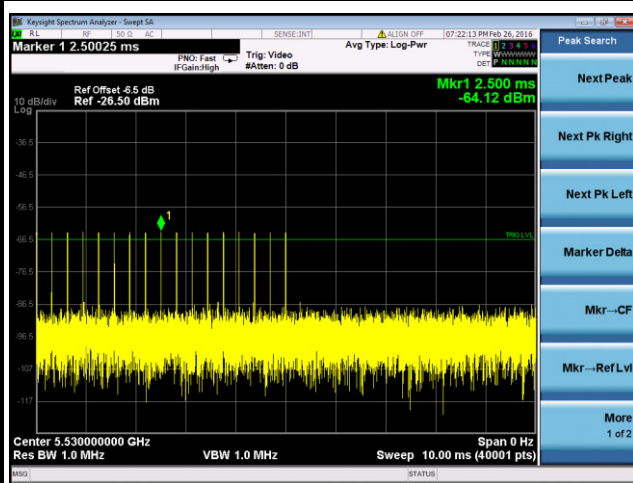 Keysight Spectrum Analyzer - Swept SA
RL RF 50 Ω AC SENSE:INT ALIGN OFF 07:22:13 PM Feb 26, 2016
Marker 1 2.50025 ms
PNO: Fast
IFGain:High
Trig: Video
#Atten: 0 dB
Avg Type: Log-Pwr
TRACE 1 2 3 4 5 6
TYPE W
DET P N N N N N
Peak Search
Ref Offset -6.5 dB
Ref -26.50 dBm
10 dB/div
Log
Mkr1 2.500 ms
-64.12 dBm
1
TRIG LVL
-36.5
-46.5
-56.5
-66.5
-76.5
-86.5
-96.5
-107
-117
Center 5.530000000 GHz
Span 0 Hz
Res BW 1.0 MHz
VBW 1.0 MHz
Sweep 10.00 ms (40001 pts)
MSG
STATUS
Next Peak
Next Pk Right
Next Pk Left
Marker Delta
Mkr→CF
Mkr→Ref Lvl
More
1 of 2